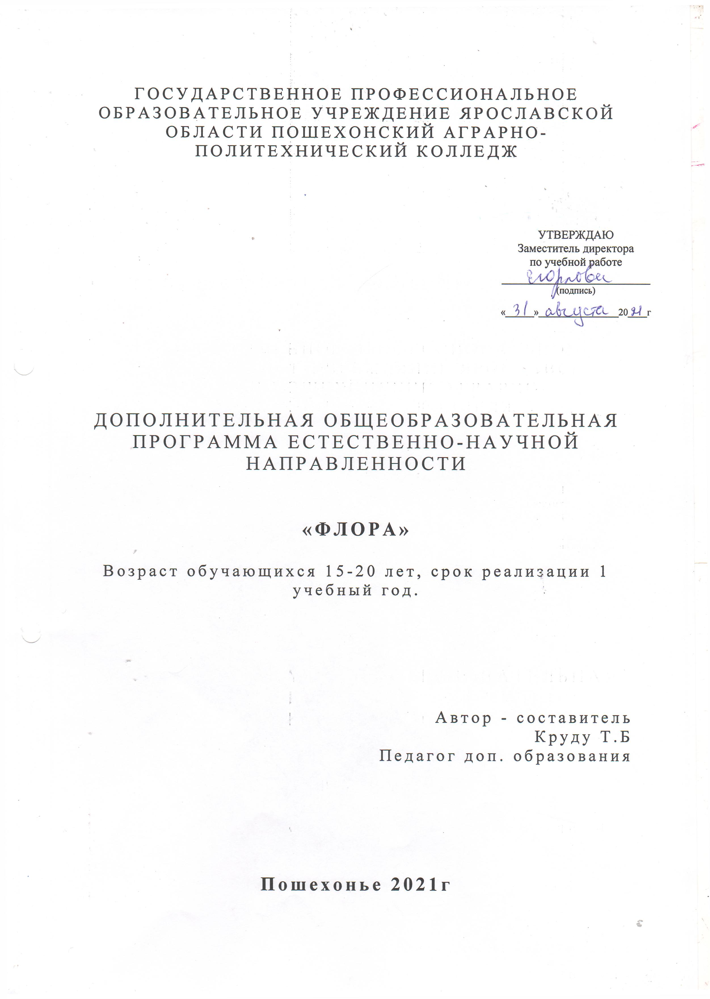 ГОСУДАРСТВЕННОЕ ПРОФЕССИОНАЛЬНОЕ
ОБРАЗОВАТЕЛЬНОЕ УЧРЕЖДЕНИЕ ЯРОСЛАВСКОЙ
ОБЛАСТИ ПОШЕХОНСКИЙ АГРАРНО-
ПОЛИТЕХНИЧЕСКИЙ КОЛЛЕДЖ
УТВЕРЖДАЮ
Заместитель директора
по учебной работе
(подпись)
«31» августа 2021 г
ДОПОЛНИТЕЛЬНАЯ ОБЩЕОБРАЗОВАТЕЛЬНАЯ
ПРОГРАММА ЕСТЕСТВЕННО-НАУЧНОЙ
НАПРАВЛЕННОСТИ
«ФЛОРА»
Возраст обучающихся 15-20 лет, срок реализации 1
учебный год.
Автор - составитель
Круду Т.Б
Педагог доп. образования
Пошехонье 2021г